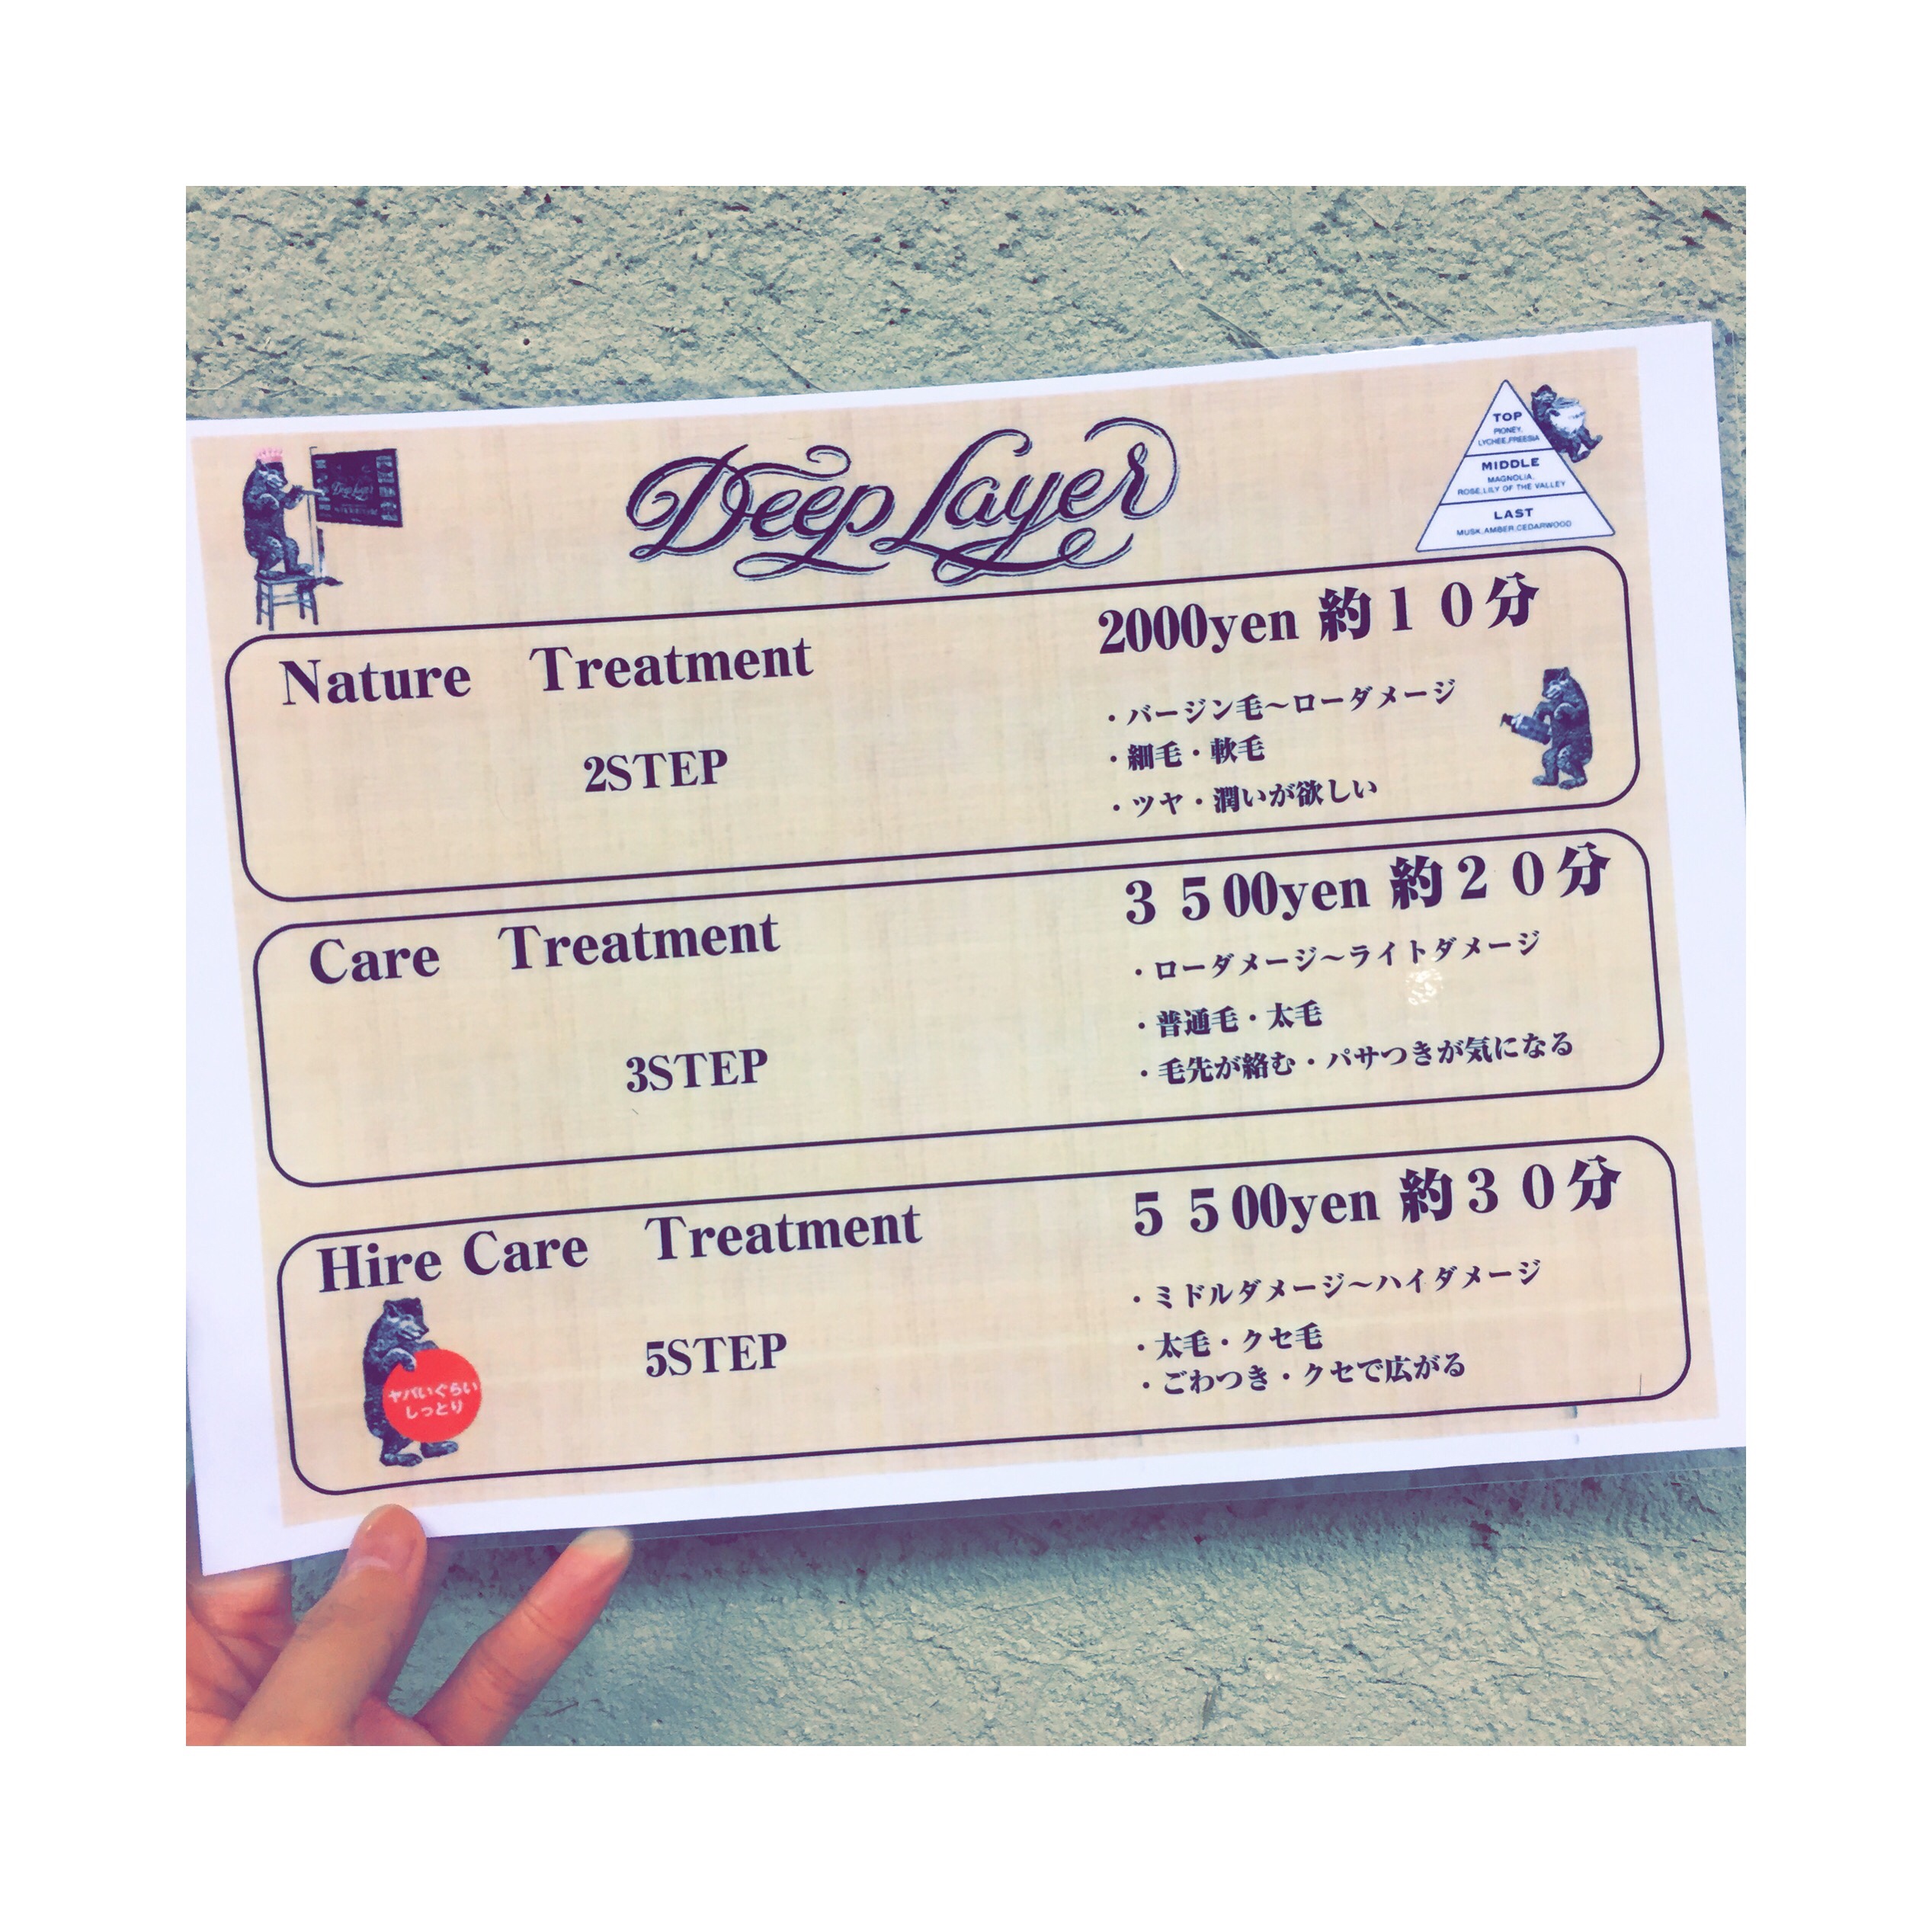 Deep Layer
Deep Layer
TOP
PIONEY,
LYCHEE,FREESIA
MIDDLE
MAGNOLIA,
ROSE,LILY OF THE VALLEY
LAST
MUSK,AMBER,CEDARWOOD
Nature　Treatment
2000yen 約１０分
2STEP
・バージン毛～ローダメージ
・細毛・軟毛
・ツヤ・潤いが欲しい
Care　Treatment
３５00yen 約２０分
3STEP
・ローダメージ～ライトダメージ
・普通毛・太毛
・毛先が絡む・パサつきが気になる
Hire Care　Treatment
５５00yen 約３０分
5STEP
・ミドルダメージ～ハイダメージ
・太毛・クセ毛
・ごわつき・クセで広がる
ヤバいぐらい
しっとり